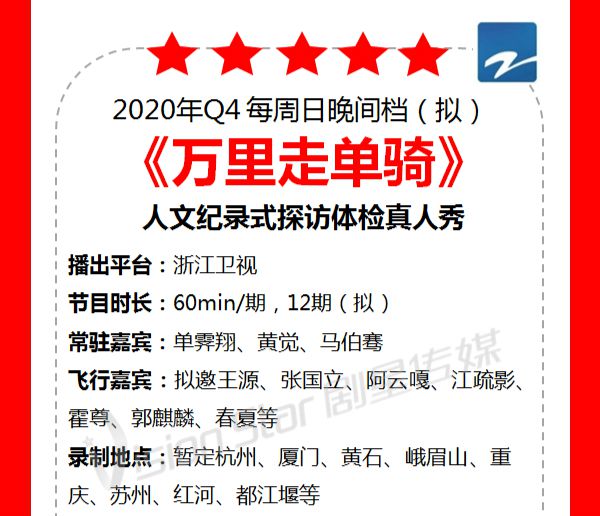 2020年Q4 每周日晚间档（拟）
《万里走单骑》
人文纪录式探访体检真人秀
播出平台：浙江卫视
节目时长：60min/期，12期（拟）
常驻嘉宾：单霁翔、黄觉、马伯骞
飞行嘉宾：拟邀王源、张国立、阿云嘎、江疏影、
霍尊、郭麒麟、春夏等
录制地点：暂定杭州、厦门、黄石、峨眉山、重
庆、苏州、红河、都江堰等
Vsing Star 剧星传媒